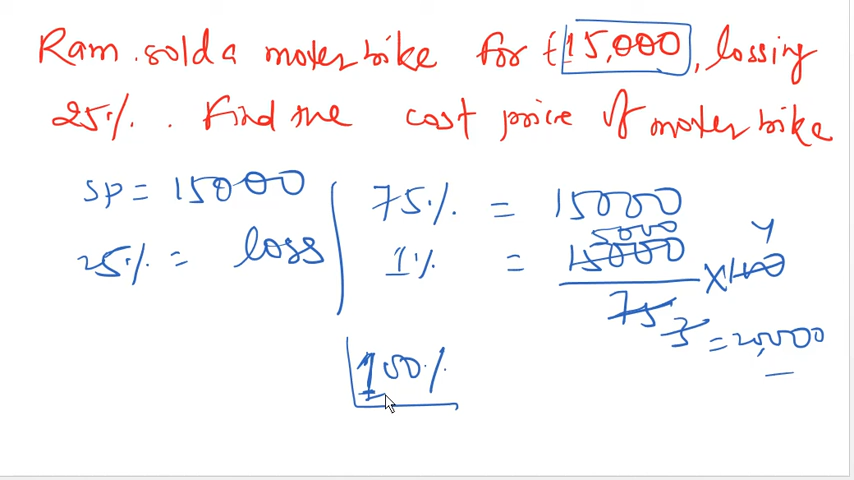 Ram sold a moterbike for ₹15,000, lossing
25%. Find the cost price of moterbike
SP = 15000
25% = loss
75% = 15000
1% = 15000/75 × 100
5000
4
3
= 20,000
100%